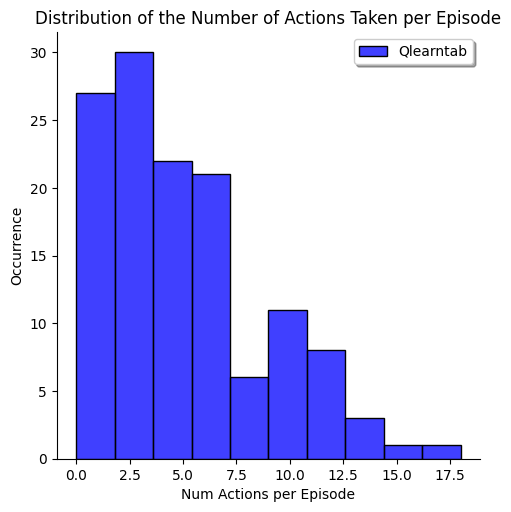 Distribution of the Number of Actions Taken per Episode
Qlearntab
30
25
20
15
10
5
0
Occurrence
0.0 2.5 5.0 7.5 10.0 12.5 15.0 17.5
Num Actions per Episode